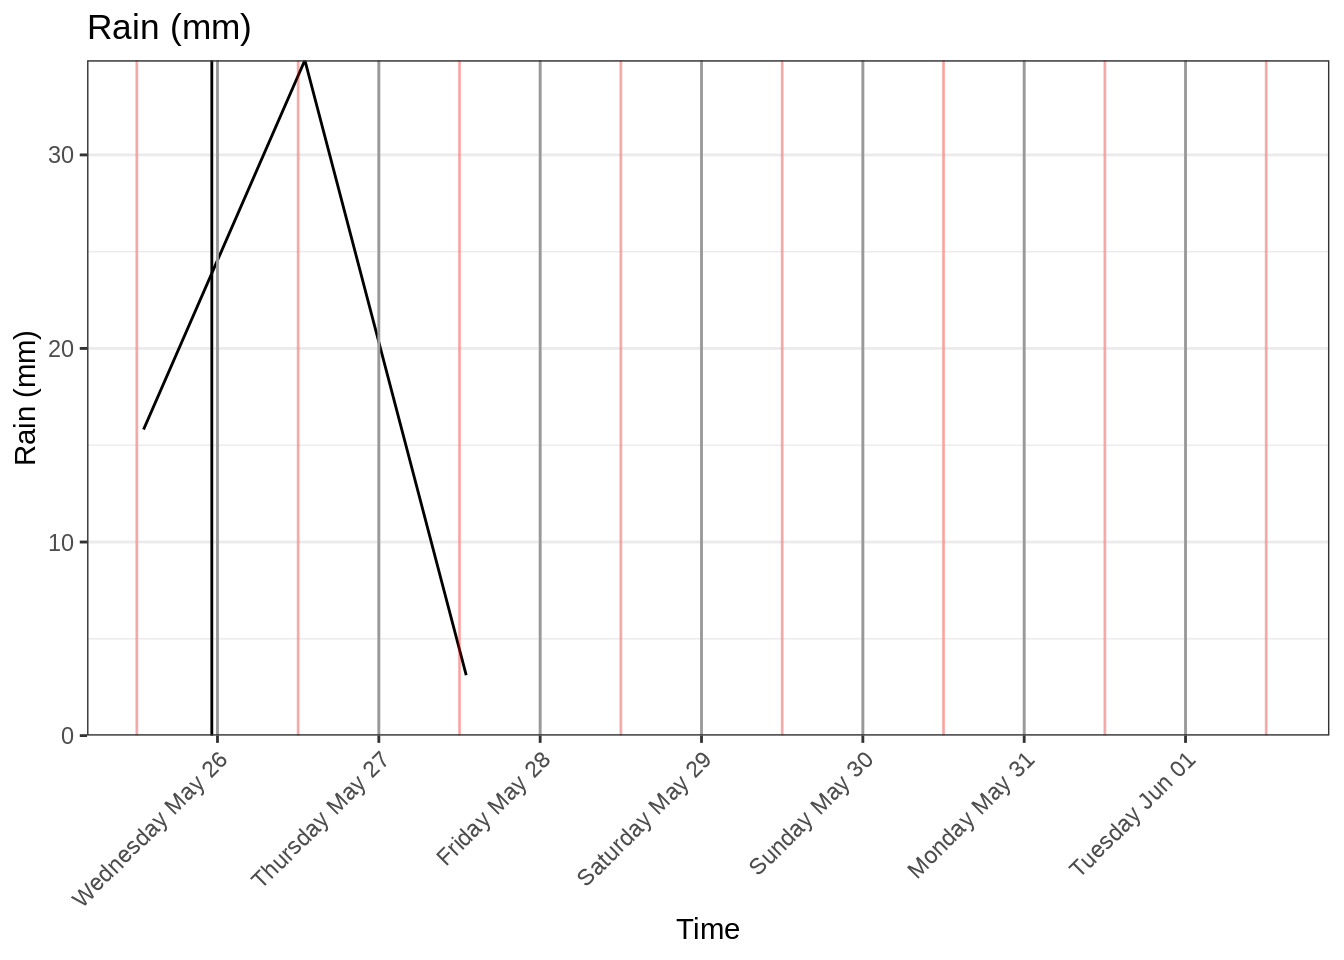 Rain (mm)
Rain (mm)
30
20
10
0
Wednesday May 26
Thursday May 27
Friday May 28
Saturday May 29
Sunday May 30
Monday May 31
Tuesday Jun 01
Time